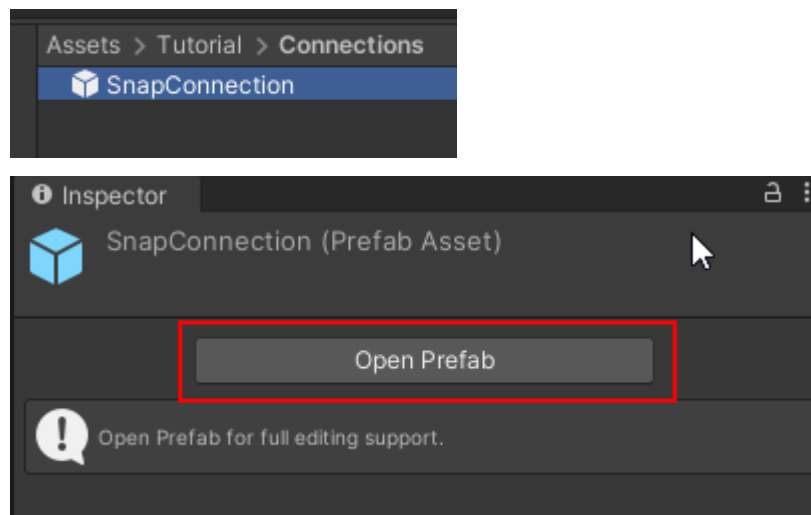 Assets > Tutorial > Connections
SnapConnection
Inspector
SnapConnection (Prefab Asset)
Open Prefab
Open Prefab for full editing support.